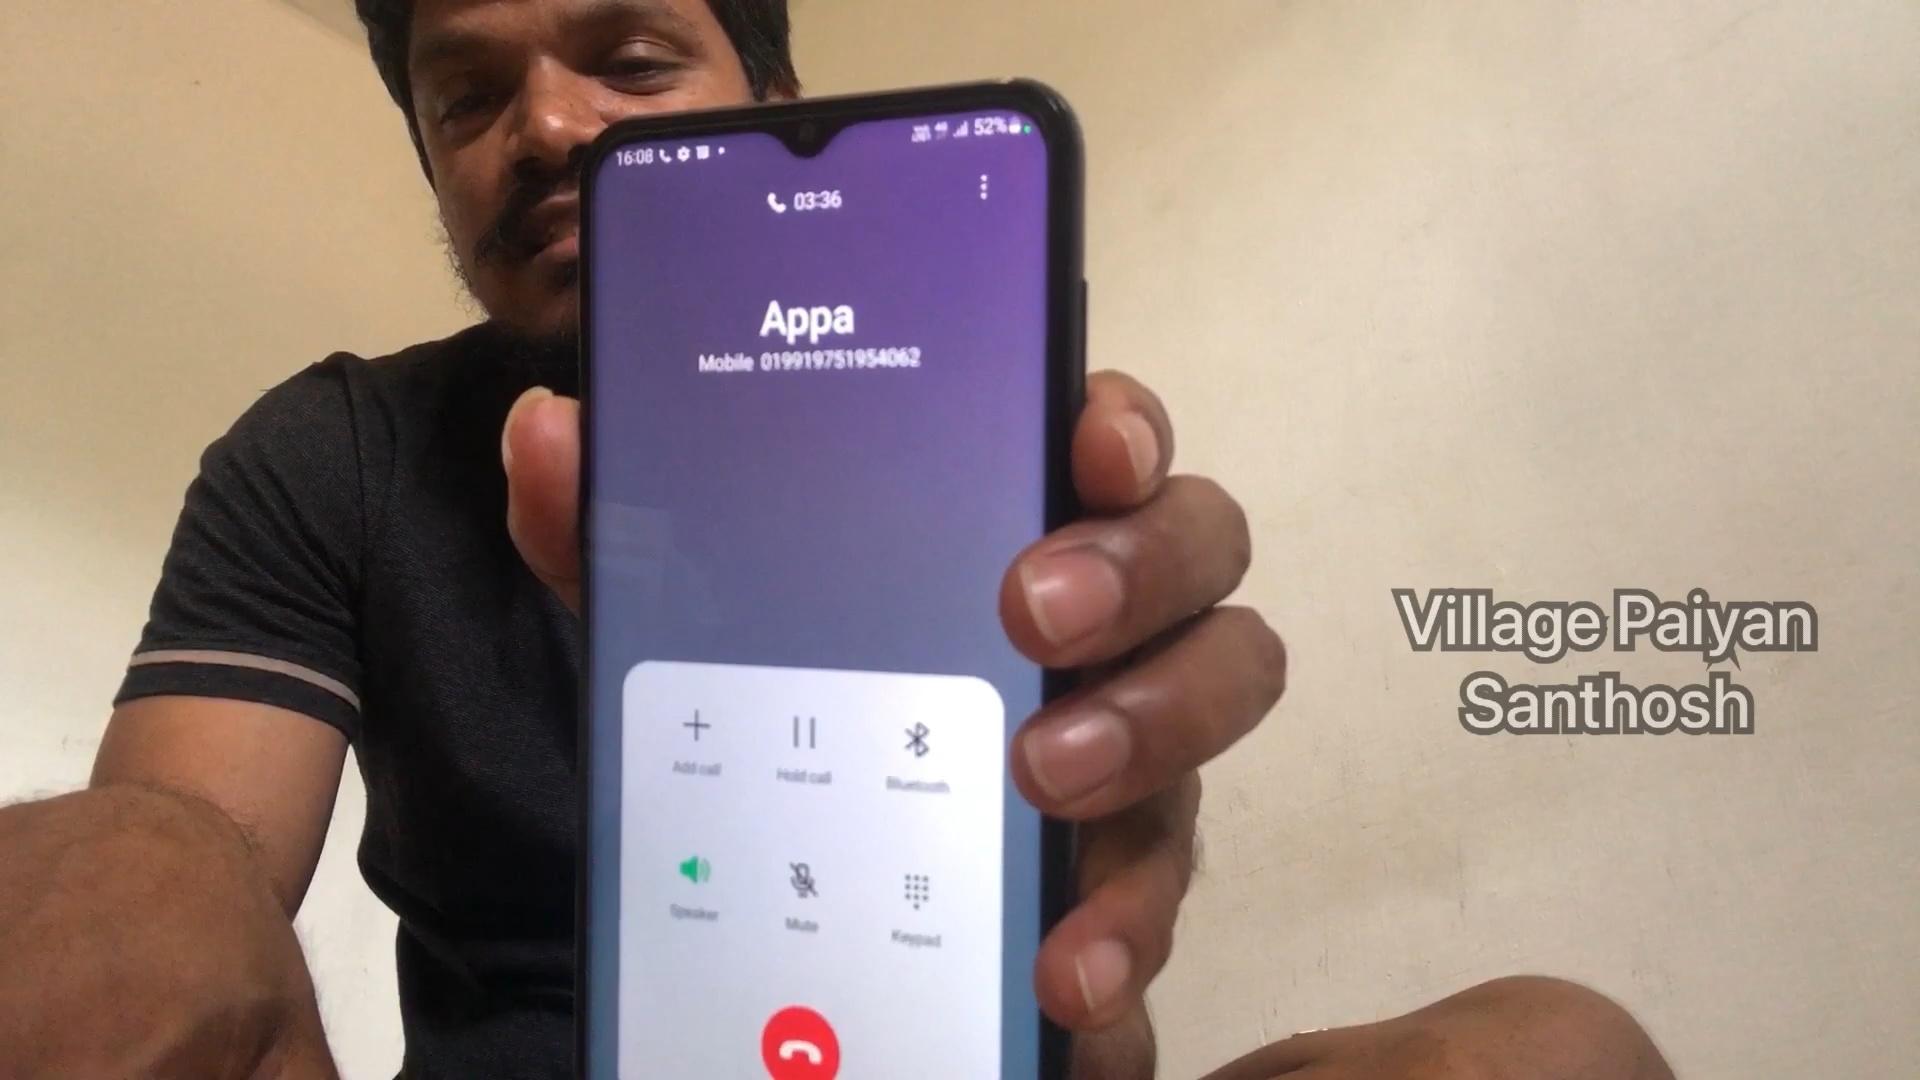 16:08
52%
03:36
Appa
Mobile 019919751954062
Add call
Hold call
Bluetooth
Speaker
Mute
Keypad
Village Paiyan
Santhosh